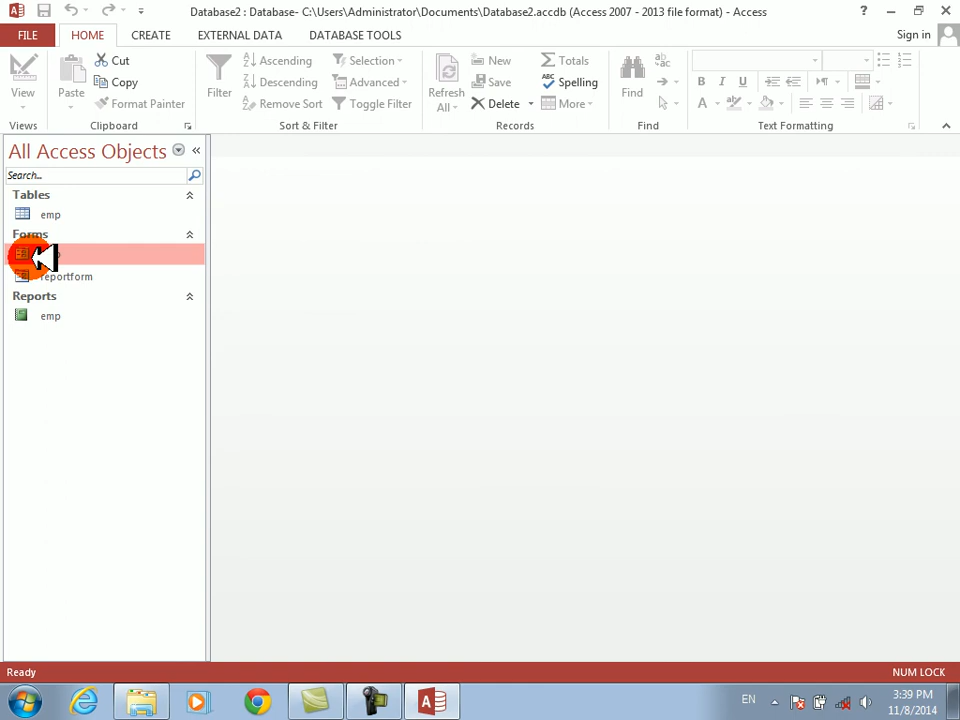 Database2 : Database- C:\Users\Administrator\Documents\Database2.accdb (Access 2007 - 2013 file format) - Access
FILE HOME CREATE EXTERNAL DATA DATABASE TOOLS Sign in
View Paste Cut Copy Format Painter
Filter Ascending Descending Remove Sort Selection Advanced Toggle Filter
Refresh All New Save Delete Totals Spelling More
Find
Views Clipboard Sort & Filter Records Find Text Formatting
All Access Objects
Search...
Tables
emp
Forms
reportform
Reports
emp
Ready NUM LOCK
EN 3:39 PM
11/8/2014